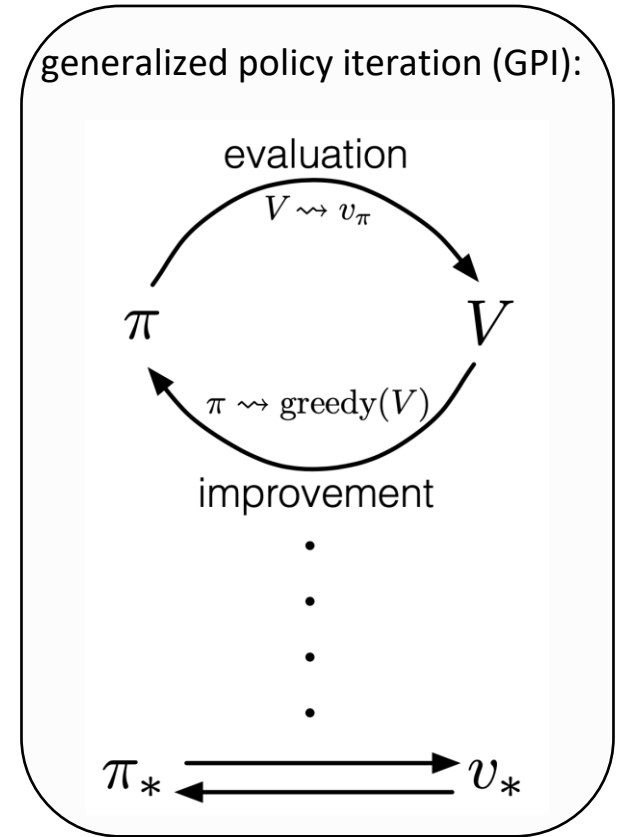 generalized policy iteration (GPI):
evaluation
V ⇝ v_π
π V
π ⇝ greedy(V)
improvement
π_* v_*